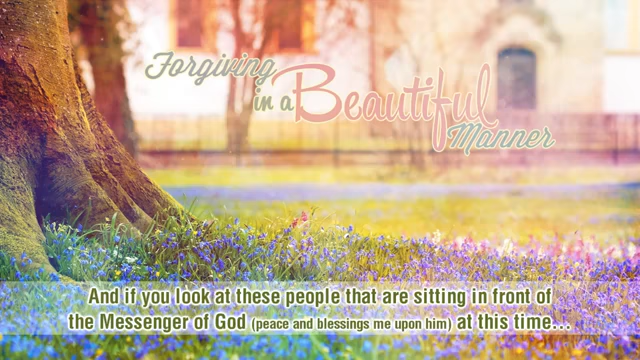 Forgiving
in a Beautiful
Manner
And if you look at these people that are sitting in front of
the Messenger of God (peace and blessings me upon him) at this time...